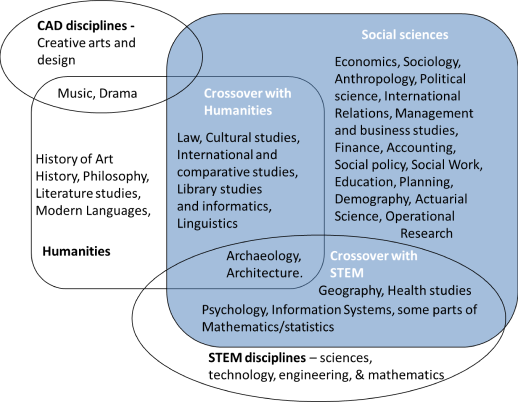 CAD disciplines -
Creative arts and
design
Music, Drama
History of Art
History, Philosophy,
Literature studies,
Modern Languages,
Humanities
Crossover with
Humanities
Law, Cultural studies,
International and
comparative studies,
Library studies
and informatics,
Linguistics
Archaeology,
Architecture.
Social sciences
Economics, Sociology,
Anthropology, Political
science, International
Relations, Management
and business studies,
Finance, Accounting,
Social policy, Social Work,
Education, Planning,
Demography, Actuarial
Science, Operational
Research
Crossover with
STEM
Geography, Health studies
Psychology, Information Systems, some parts of
Mathematics/statistics
STEM disciplines – sciences,
technology, engineering, & mathematics